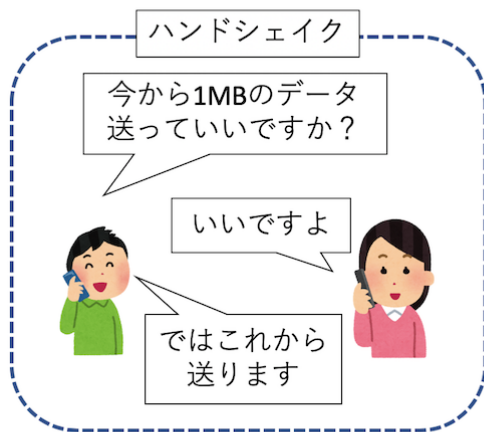 ハンドシェイク
今から1MBのデータ
送っていいですか？
いいですよ
ではこれから
送ります